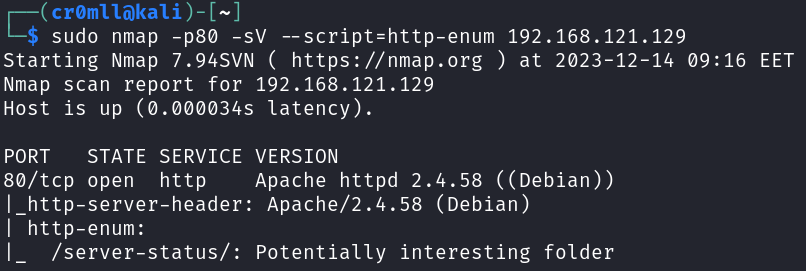 ┌──(cr0mll@kali)-[~]
└─$ sudo nmap -p80 -sV --script=http-enum 192.168.121.129
Starting Nmap 7.94SVN ( https://nmap.org ) at 2023-12-14 09:16 EET
Nmap scan report for 192.168.121.129
Host is up (0.000034s latency).

PORT   STATE SERVICE VERSION
80/tcp open  http    Apache httpd 2.4.58 ((Debian))
|_http-server-header: Apache/2.4.58 (Debian)
| http-enum:
|_  /server-status/: Potentially interesting folder